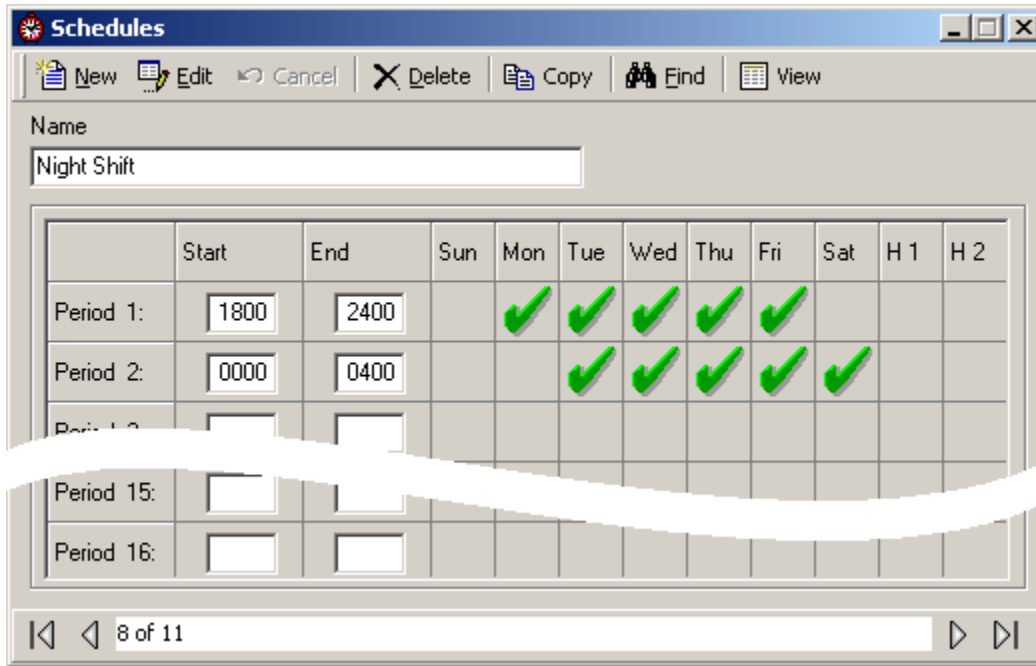 Schedules
New Edit Cancel Delete Copy Find View
Name
Night Shift
Start End Sun Mon Tue Wed Thu Fri Sat H 1 H 2
Period 1: 1800 2400
Period 2: 0000 0400
Period 15:
Period 16:
8 of 11